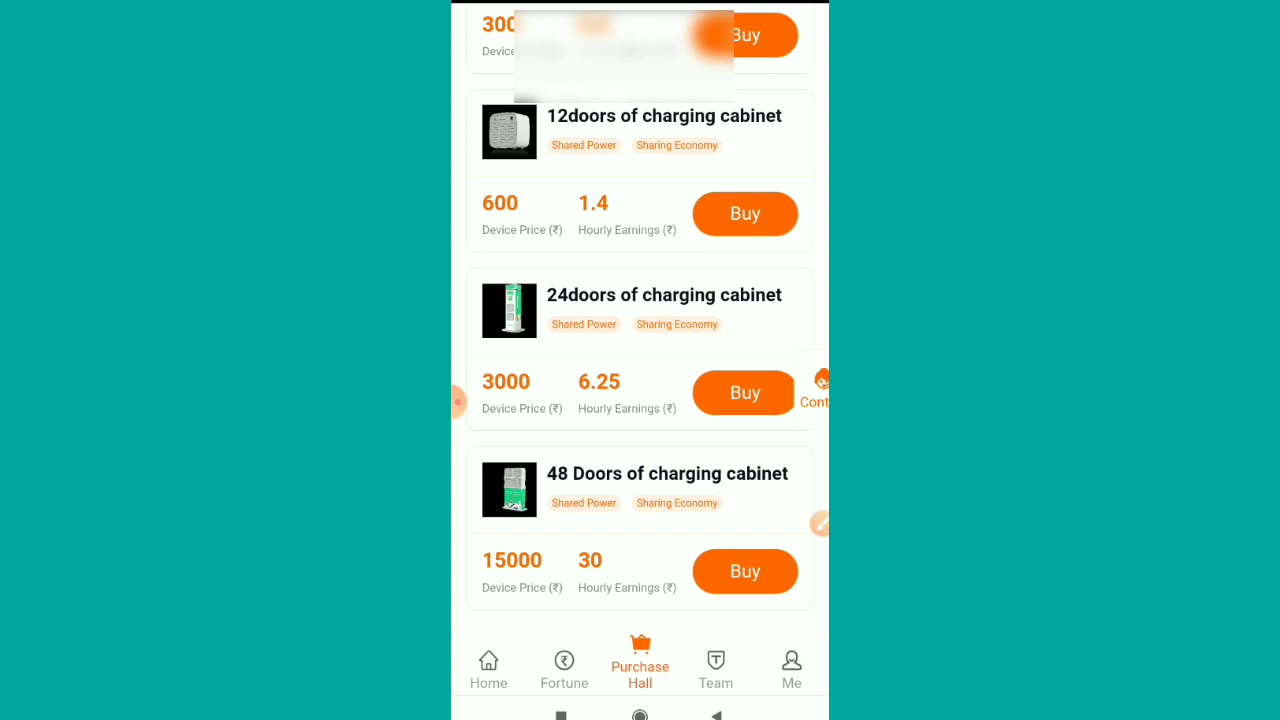 300
Device
Buy
12doors of charging cabinet
Shared Power Sharing Economy
600 1.4 Buy
Device Price (₹) Hourly Earnings (₹)
24doors of charging cabinet
Shared Power Sharing Economy
3000 6.25 Buy
Device Price (₹) Hourly Earnings (₹)
Cont
48 Doors of charging cabinet
Shared Power Sharing Economy
15000 30 Buy
Device Price (₹) Hourly Earnings (₹)
Home Fortune Purchase Hall Team Me